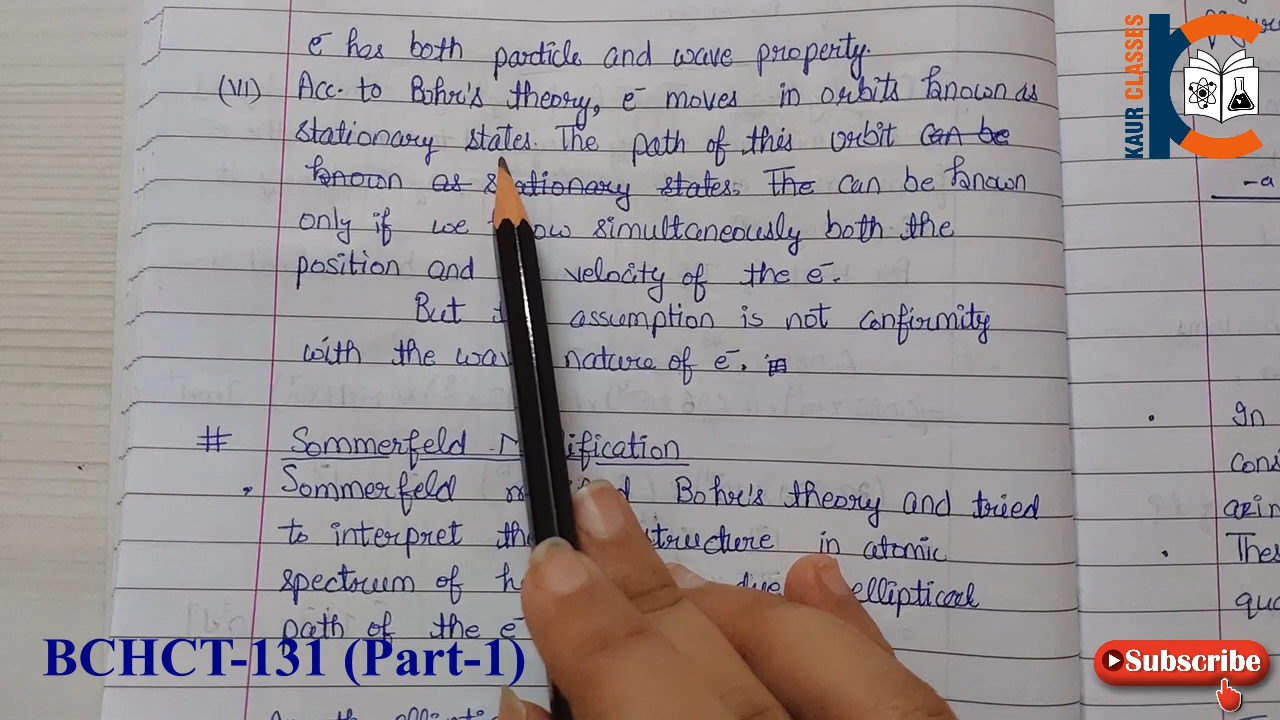 e⁻ has both particle and wave property.
(VI) Acc. to Bohr's theory, e⁻ moves in orbits known as
stationary states. The path of this orbit can be
known as stationary states. The can be known
only if we simultaneously both the
position and velocity of the e⁻.
But assumption is not confirmity
with the nature of e⁻.
# Sommerfeld
. Sommerfeld Bohr's theory and tried
to interpret structure in atomic
spectrum of elliptical
path of the e⁻
KAUR CLASSES
-a
In
These
BCHCT-131 (Part-1)
Subscribe